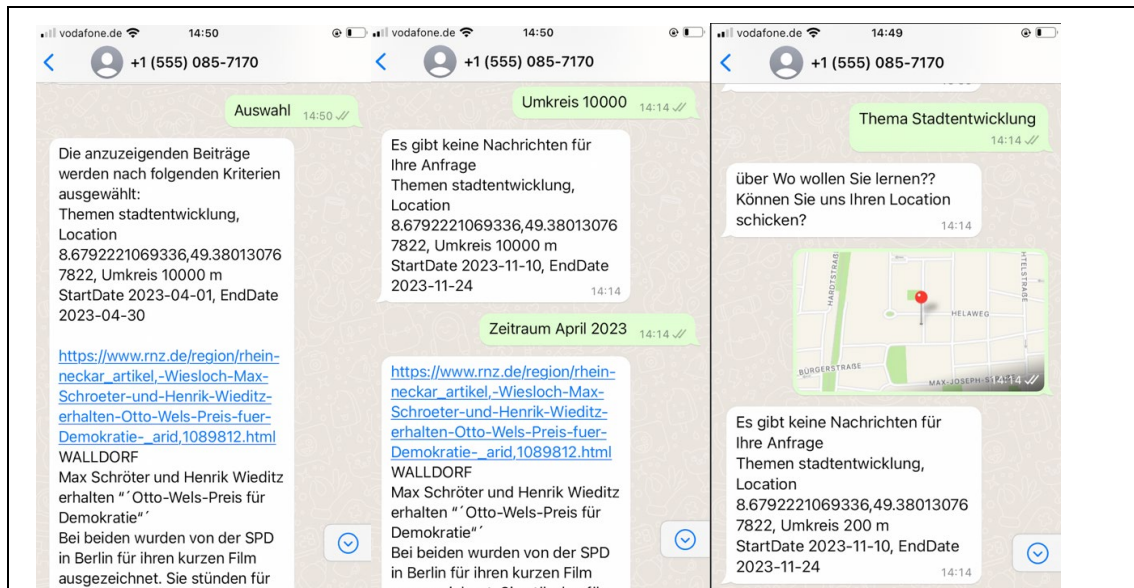 vodafone.de 14:50
+1 (555) 085-7170
Auswahl 14:50
Die anzuzeigenden Beiträge
werden nach folgenden Kriterien
ausgewählt:
Themen stadtentwicklung,
Location
8.6792221069336,49.38013076
7822, Umkreis 10000 m
StartDate 2023-04-01, EndDate
2023-04-30
https://www.rnz.de/region/rhein-
neckar_artikel,-Wiesloch-Max-
Schroeter-und-Henrik-Wieditz-
erhalten-Otto-Wels-Preis-fuer-
Demokratie-_arid,1089812.html
WALLDORF
Max Schröter und Henrik Wieditz
erhalten “´Otto-Wels-Preis für
Demokratie“´
Bei beiden wurden von der SPD
in Berlin für ihren kurzen Film
ausgezeichnet. Sie stünden für
vodafone.de 14:50
+1 (555) 085-7170
Umkreis 10000 14:14
Es gibt keine Nachrichten für
Ihre Anfrage
Themen stadtentwicklung,
Location
8.6792221069336,49.38013076
7822, Umkreis 10000 m
StartDate 2023-11-10, EndDate
2023-11-24
14:14
Zeitraum April 2023 14:14
https://www.rnz.de/region/rhein-
neckar_artikel,-Wiesloch-Max-
Schroeter-und-Henrik-Wieditz-
erhalten-Otto-Wels-Preis-fuer-
Demokratie-_arid,1089812.html
WALLDORF
Max Schröter und Henrik Wieditz
erhalten “´Otto-Wels-Preis für
Demokratie“´
Bei beiden wurden von der SPD
in Berlin für ihren kurzen Film
vodafone.de 14:49
+1 (555) 085-7170
Thema Stadtentwicklung
14:14
über Wo wollen Sie lernen??
Können Sie uns Ihren Location
schicken?
14:14
HARDTSTRAß
HTELSTRAßE
HELAWEG
BÜRGERSTRAßE
MAX-JOSEPH-S
14:14
Es gibt keine Nachrichten für
Ihre Anfrage
Themen stadtentwicklung,
Location
8.6792221069336,49.38013076
7822, Umkreis 200 m
StartDate 2023-11-10, EndDate
2023-11-24
14:14